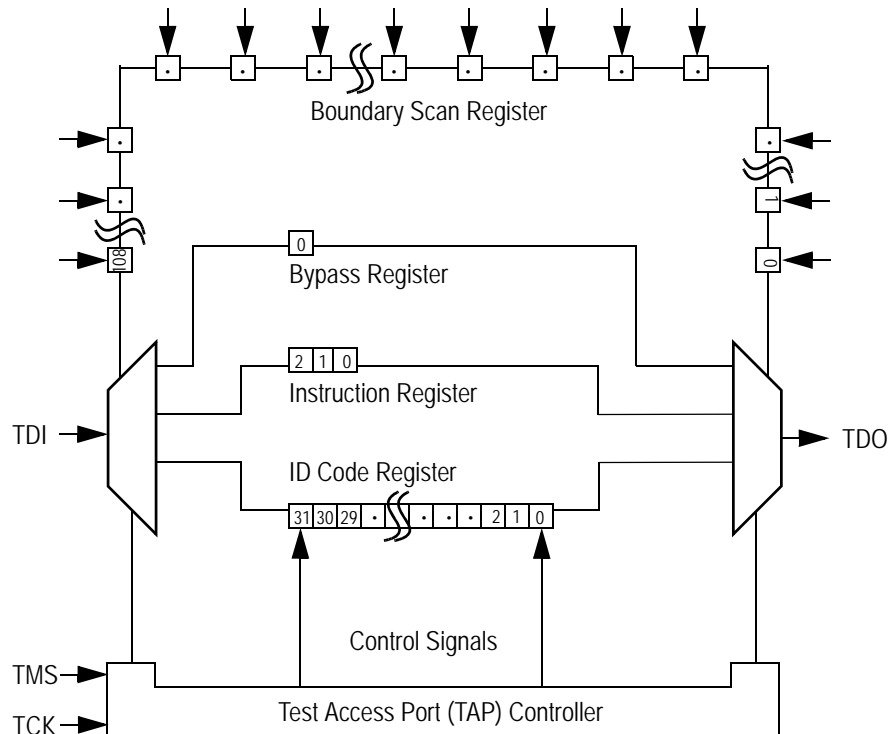 . . . . . . . .
Boundary Scan Register
. .
. 1
108 0
0
Bypass Register
2 1 0
Instruction Register
TDI TDO
ID Code Register
31 30 29 . . . . 2 1 0
Control Signals
TMS
Test Access Port (TAP) Controller
TCK